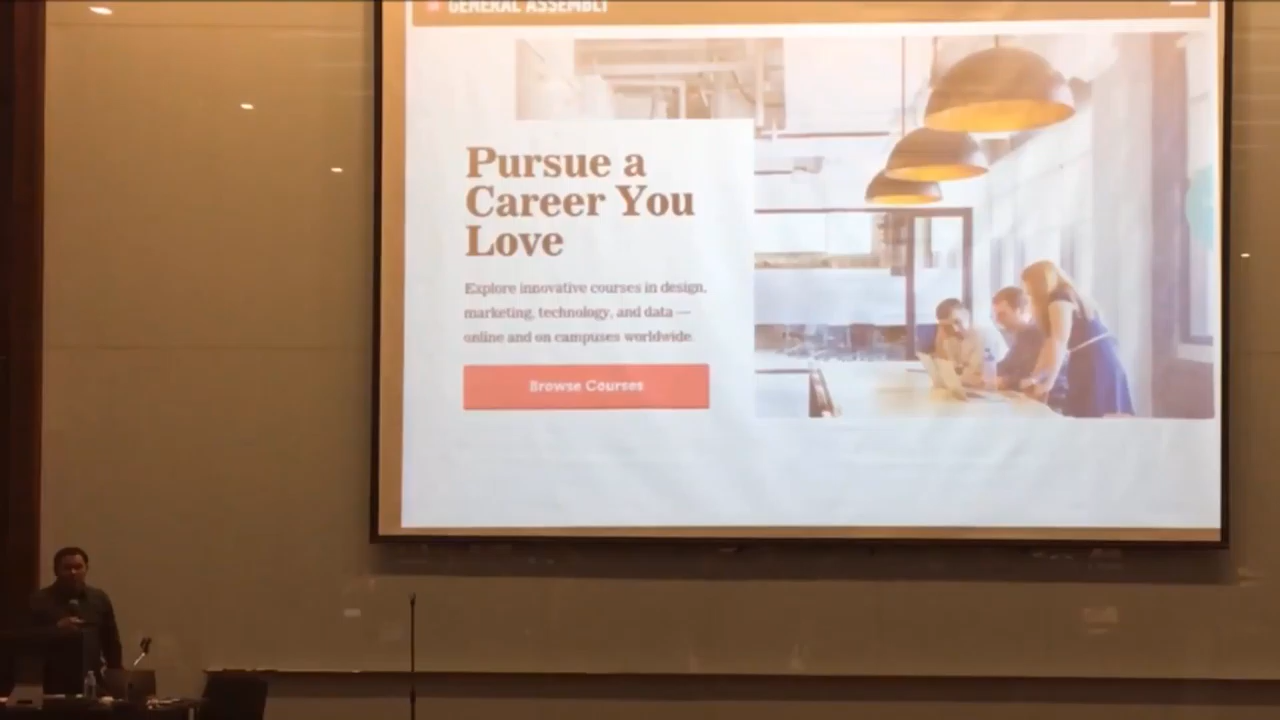 GENERAL ASSEMBLY
Pursue a
Career You
Love
Explore innovative courses in design,
marketing, technology, and data —
online and on campuses worldwide.
Browse Courses